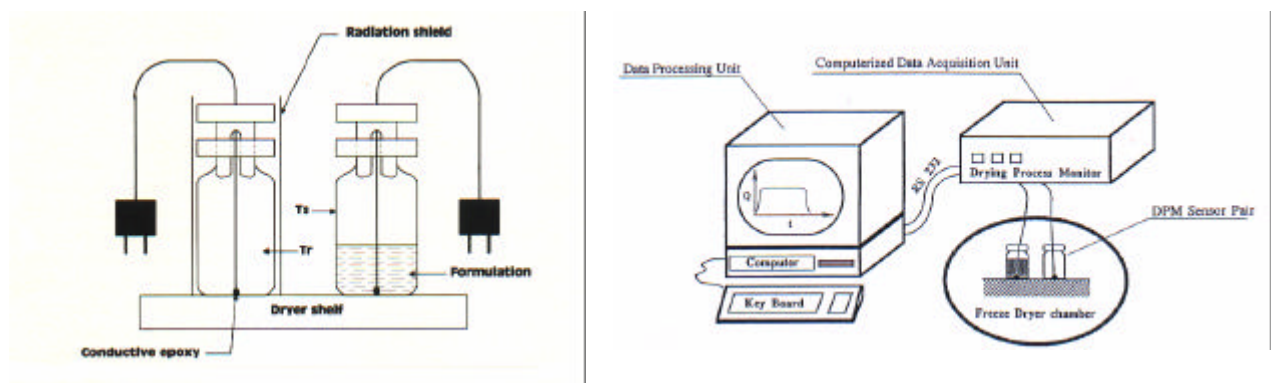 Radiation shield
Ts
Tr
Formulation
Dryer shelf
Conductive epoxy
Data Processing Unit
Computerized Data Acquisition Unit
RS 232
Drying Process Monitor
Q
t
DPM Sensor Pair
Computer
Key Board
Freeze Dryer chamber